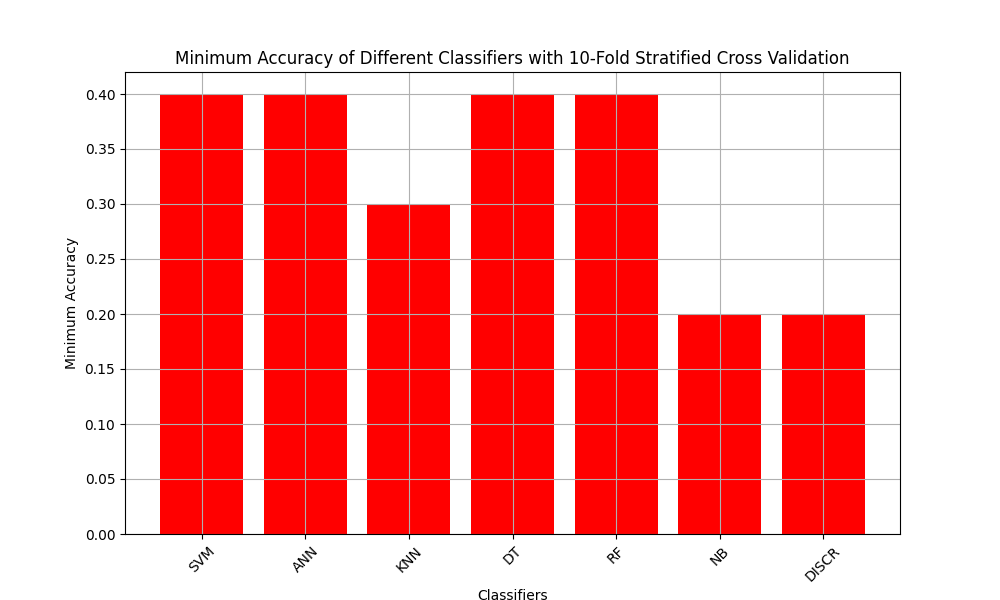 Minimum Accuracy of Different Classifiers with 10-Fold Stratified Cross Validation
Minimum Accuracy
0.40
0.35
0.30
0.25
0.20
0.15
0.10
0.05
0.00
SVM
ANN
KNN
DT
RF
NB
DISCR
Classifiers